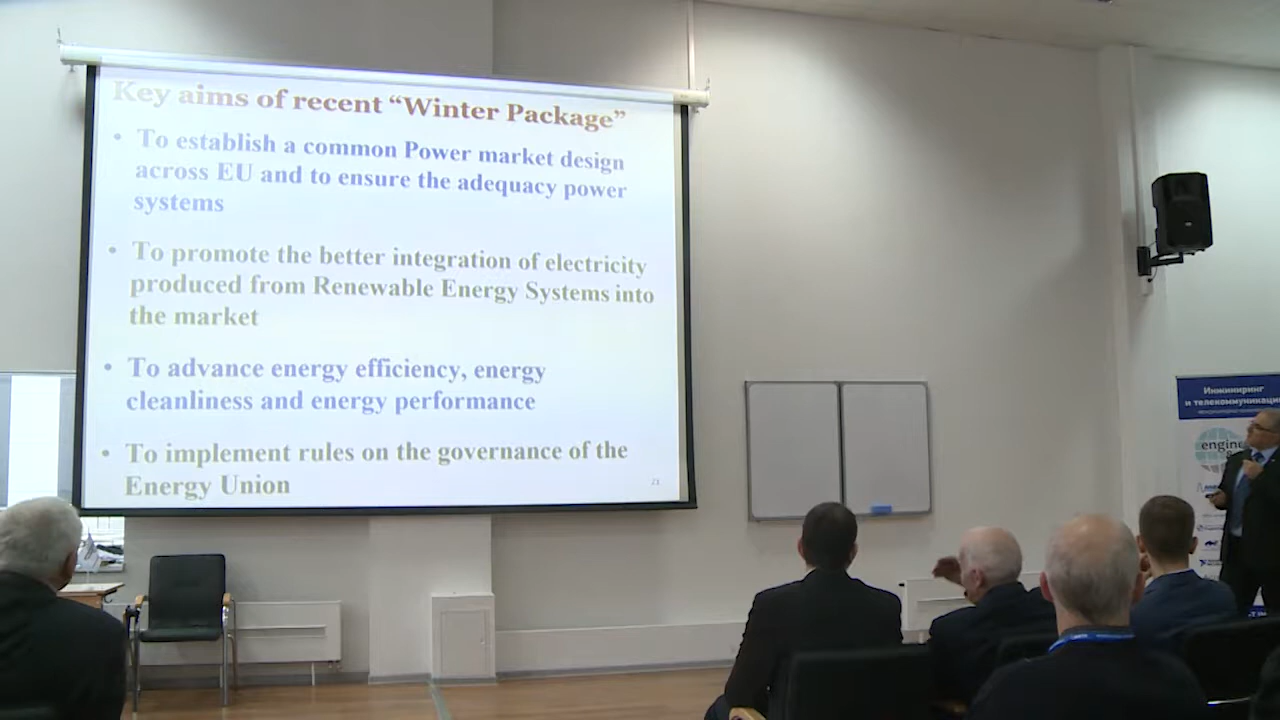 Key aims of recent “Winter Package”
• To establish a common Power market design
across EU and to ensure the adequacy power
systems
• To promote the better integration of electricity
produced from Renewable Energy Systems into
the market
• To advance energy efficiency, energy
cleanliness and energy performance
• To implement rules on the governance of the
Energy Union
21
Инжиниринг
и телекоммуникации